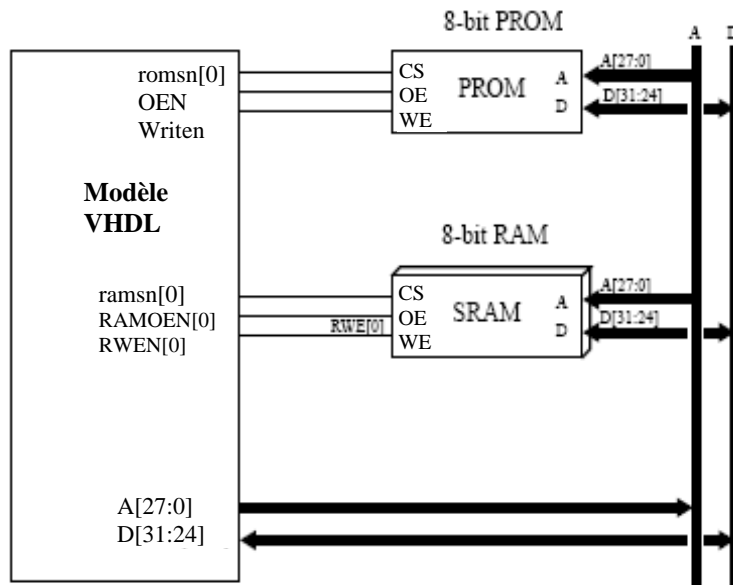 8-bit PROM
A D
romsn[0]
OEN
Writen
CS
OE
WE
PROM
A
D
A[27:0]
D[31:24]
Modèle
VHDL
8-bit RAM
ramsn[0]
RAMOEN[0]
RWEN[0]
RWE[0]
CS
OE
WE
SRAM
A
D
A[27:0]
D[31:24]
A[27:0]
D[31:24]